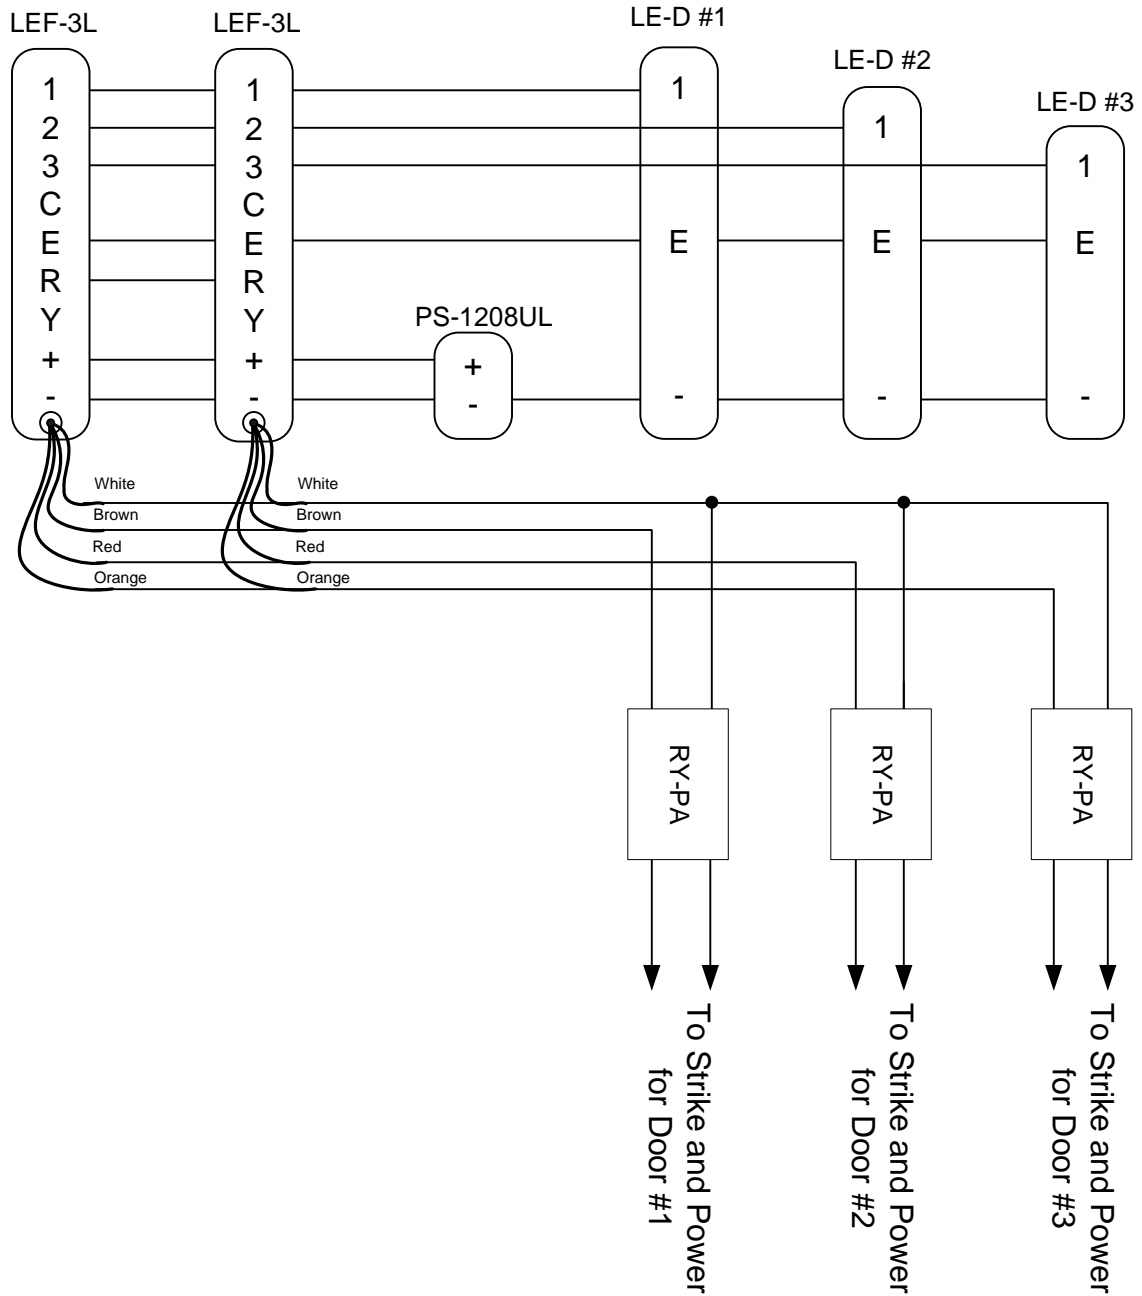 LEF-3L
1
2
3
C
E
R
Y
+
-
LEF-3L
1
2
3
C
E
R
Y
+
-
PS-1208UL
+
-
LE-D #1
1
E
-
LE-D #2
1
E
-
LE-D #3
1
E
-
White
Brown
Red
Orange
White
Brown
Red
Orange
RY-PA
RY-PA
RY-PA
To Strike and Power
for Door #1
To Strike and Power
for Door #2
To Strike and Power
for Door #3